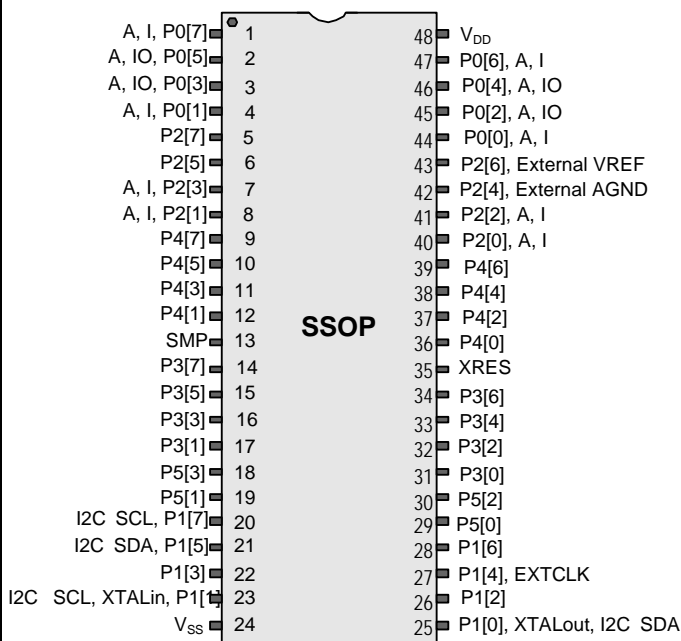 A, I, P0[7] 1 48 VDD
A, IO, P0[5] 2 47 P0[6], A, I
A, IO, P0[3] 3 46 P0[4], A, IO
A, I, P0[1] 4 45 P0[2], A, IO
P2[7] 5 44 P0[0], A, I
P2[5] 6 43 P2[6], External VREF
A, I, P2[3] 7 42 P2[4], External AGND
A, I, P2[1] 8 41 P2[2], A, I
P4[7] 9 40 P2[0], A, I
P4[5] 10 39 P4[6]
P4[3] 11 38 P4[4]
P4[1] 12 37 P4[2]
SSOP
SMP 13 36 P4[0]
P3[7] 14 35 XRES
P3[5] 15 34 P3[6]
P3[3] 16 33 P3[4]
P3[1] 17 32 P3[2]
P5[3] 18 31 P3[0]
P5[1] 19 30 P5[2]
I2C SCL, P1[7] 20 29 P5[0]
I2C SDA, P1[5] 21 28 P1[6]
P1[3] 22 27 P1[4], EXTCLK
I2C SCL, XTALin, P1[1] 23 26 P1[2]
VSS 24 25 P1[0], XTALout, I2C SDA